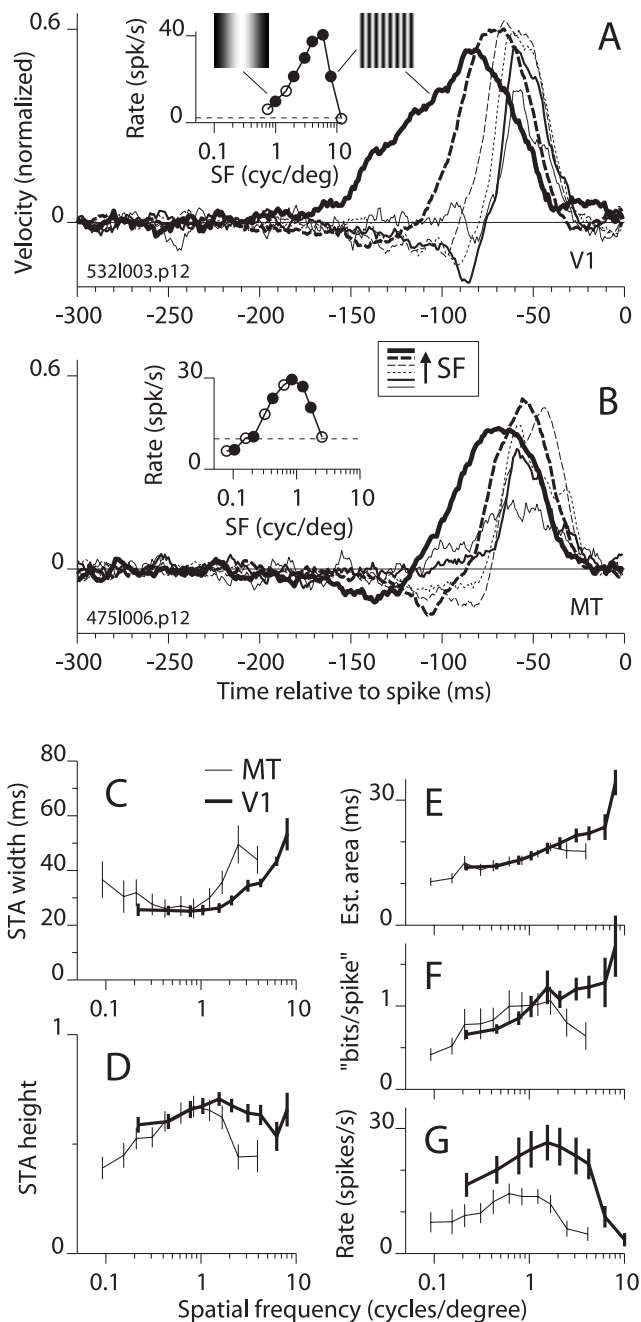 0.6
0
Velocity (normalized)
40
0
Rate (spk/s)
0.1 1 10
SF (cyc/deg)
A
532l003.p12
V1
-300 -250 -200 -150 -100 -50 0
SF
0.6
0
30
0
Rate (spk/s)
0.1 1 10
SF (cyc/deg)
B
475l006.p12
MT
-300 -250 -200 -150 -100 -50 0
Time relative to spike (ms)
80
60
40
20
0
STA width (ms)
C
MT
V1
0.1 1 10
1
0
STA height
D
0.1 1 10
30
0
Est. area (ms)
E
1
0
"bits/spike"
F
30
0
Rate (spikes/s)
G
0.1 1 10
Spatial frequency (cycles/degree)